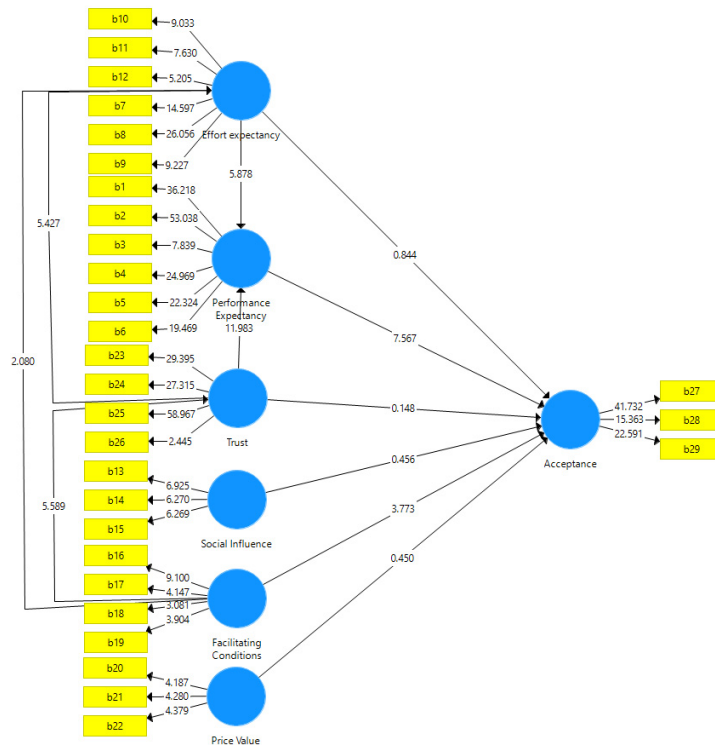 b10
9.033
b11
7.630
b12
5.205
b7
14.597
b8
26.056
Effort expectancy
b9
9.227
b1
36.218
5.878
b2
53.038
5.427
b3
7.839
0.844
b4
24.969
b5
22.324
Performance
Expectancy
b6
19.469
11.983
7.567
2.080
b23
29.395
b24
27.315
b25
58.967
0.148
b26
2.445
Trust
41.732
b27
15.363
b28
22.591
b29
Acceptance
b13
6.925
0.456
b14
6.270
5.589
b15
6.269
Social Influence
3.773
b16
9.100
0.450
b17
4.147
b18
3.081
b19
3.904
Facilitating
Conditions
b20
4.187
b21
4.280
b22
4.379
Price Value